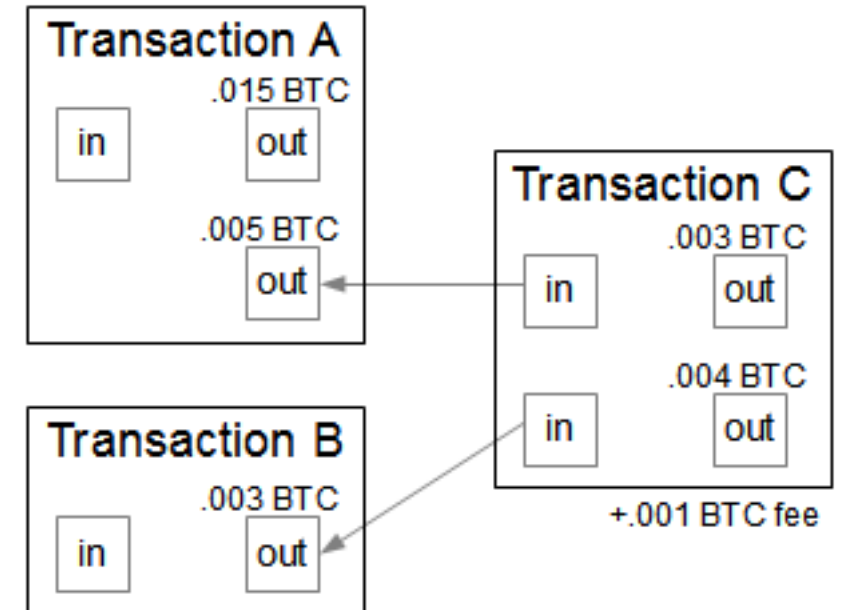 Transaction A
.015 BTC
in
out
.005 BTC
out
Transaction B
.003 BTC
in
out
Transaction C
.003 BTC
in
out
.004 BTC
in
out
+.001 BTC fee